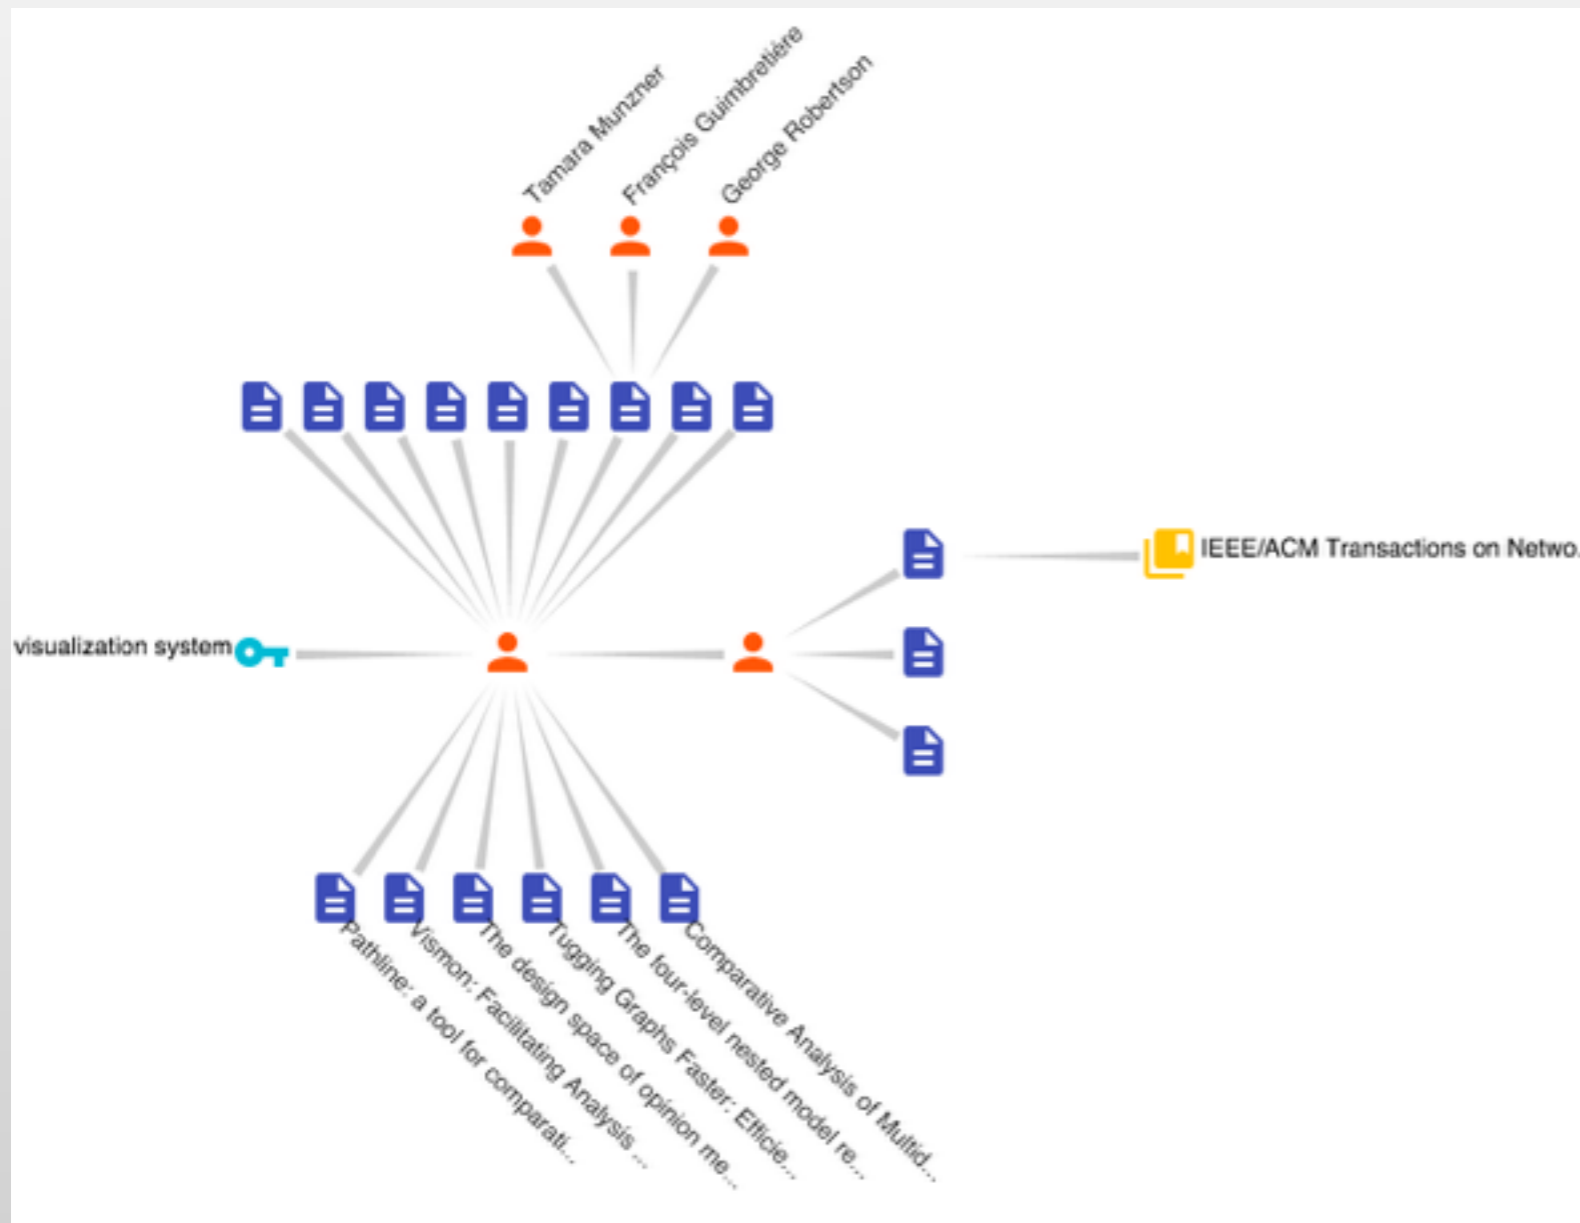 Tamara Munzner
François Guimbretière
George Robertson
IEEE/ACM Transactions on Netwo.
visualization system
Pathline: a tool for comparati...
Vismon: Facilitating Analysis ...
The design space of opinion me...
Tugging Graphs Faster: Efficie...
The four-level nested model re...
Comparative Analysis of Multid...